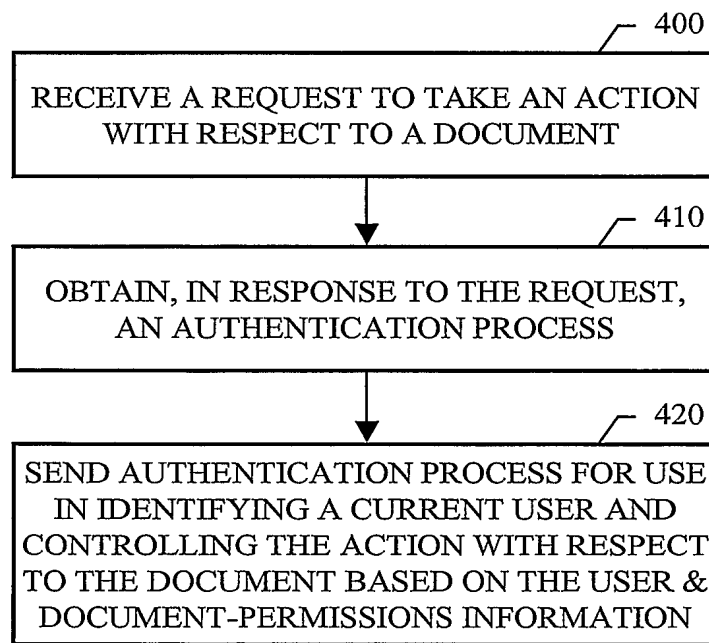 400
RECEIVE A REQUEST TO TAKE AN ACTION
WITH RESPECT TO A DOCUMENT
410
OBTAIN, IN RESPONSE TO THE REQUEST,
AN AUTHENTICATION PROCESS
420
SEND AUTHENTICATION PROCESS FOR USE
IN IDENTIFYING A CURRENT USER AND
CONTROLLING THE ACTION WITH RESPECT
TO THE DOCUMENT BASED ON THE USER &
DOCUMENT-PERMISSIONS INFORMATION